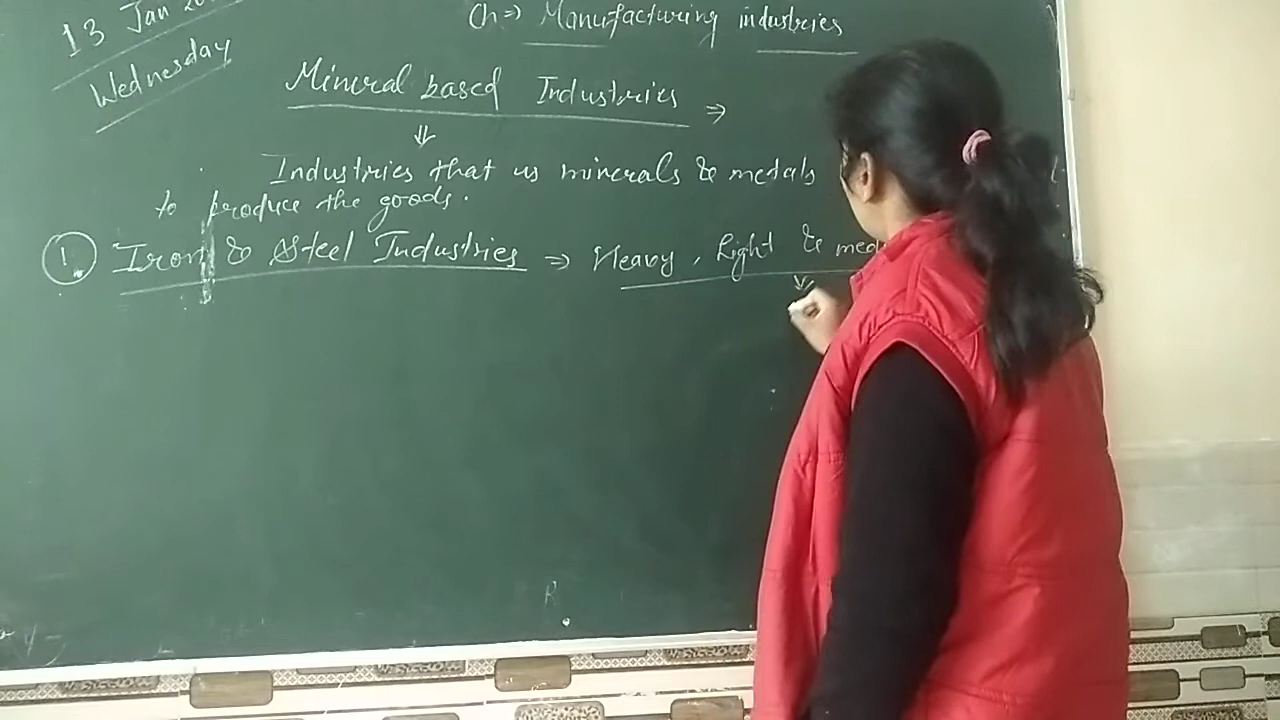 13 Jan
Wednesday
Ch => Manufacturing industries
Mineral based Industries =>
⇓
Industries that us minerals & metals
to produce the goods.
1. Iron & Steel Industries => Heavy, Light & med
R